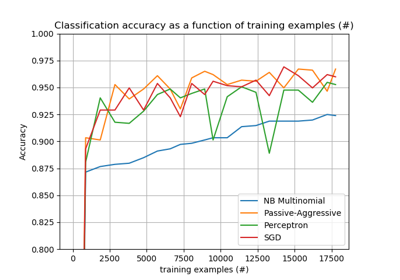 Classification accuracy as a function of training examples (#)
1.000
0.975
0.950
0.925
0.900
0.875
0.850
0.825
0.800
Accuracy
0 2500 5000 7500 10000 12500 15000 17500
training examples (#)
NB Multinomial
Passive-Aggressive
Perceptron
SGD